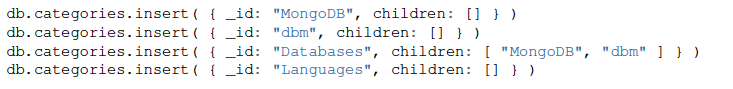 db.categories.insert( { _id: "MongoDB", children: [] } )
db.categories.insert( { _id: "dbm", children: [] } )
db.categories.insert( { _id: "Databases", children: [ "MongoDB", "dbm" ] } )
db.categories.insert( { _id: "Languages", children: [] } )